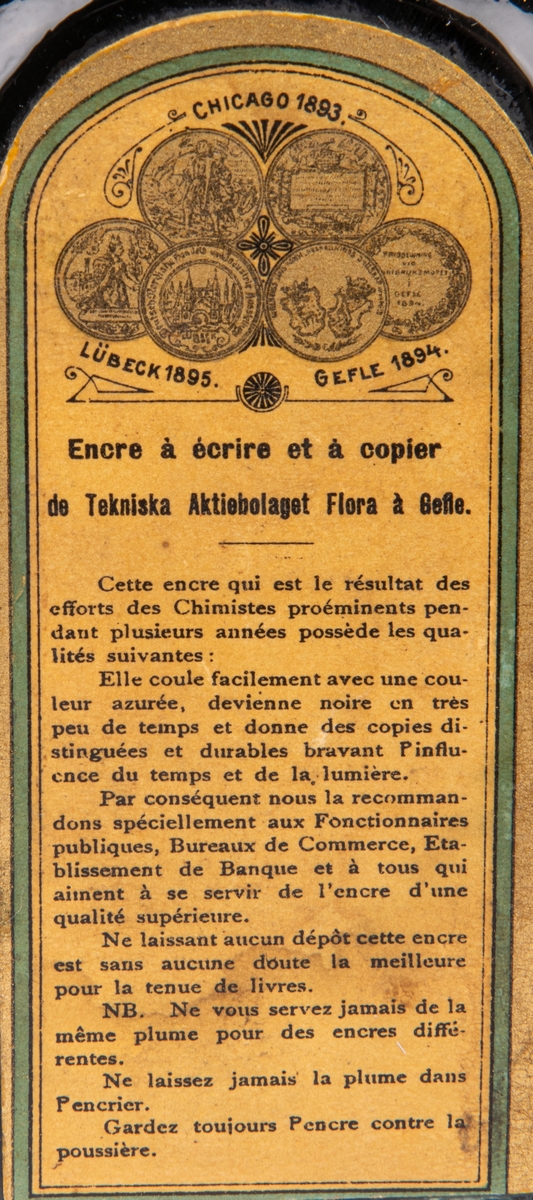 CHICAGO 1893.
LÜBECK 1895.
GEFLE 1894.
Encre à écrire et à copier
de Tekniska Aktiebolaget Flora à Gefle.
Cette encre qui est le résultat des
efforts des Chimistes proéminents pen-
dant plusieurs années possède les qua-
lités suivantes :
Elle coule facilement avec une cou-
leur azurée, devienne noire en très
peu de temps et donne des copies di-
stinguées et durables bravant l'influ-
ence du temps et de la lumière.
Par conséquent nous la recomman-
dons spéciellement aux Fonctionnaires
publiques, Bureaux de Commerce, Eta-
blissement de Banque et à tous qui
aiment à se servir de l'encre d'une
qualité supérieure.
Ne laissant aucun dépôt cette encre
est sans aucune doute la meilleure
pour la tenue de livres.
NB. Ne vous servez jamais de la
même plume pour des encres diffé-
rentes.
Ne laissez jamais la plume dans
l'encrier.
Gardez toujours l'encre contre la
poussière.